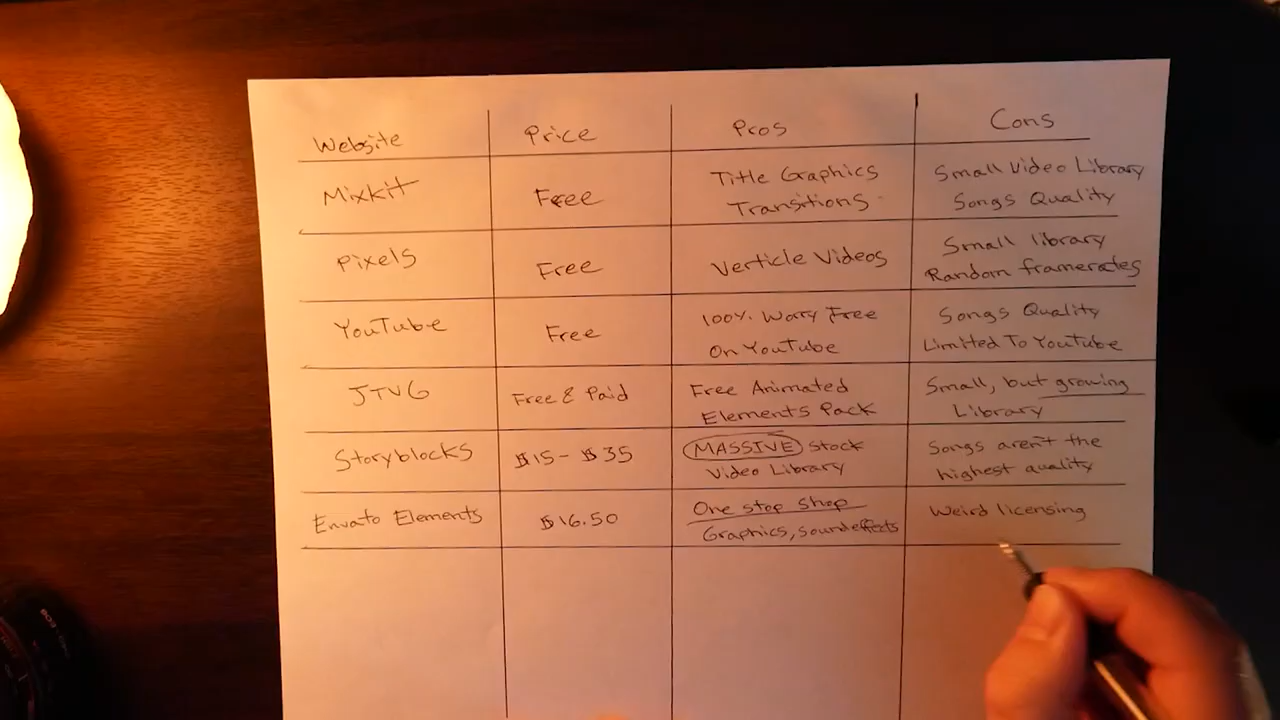 Website Price Pros Cons
Mixkit Free Title Graphics Small Video Library
Transitions Songs Quality
Pixels Free Verticle Videos Small library
Random framerates
YouTube Free 100% Wory Free Songs Quality
On YouTube Limited To Youtube
JTVG Free & Paid Free Animated Small, but growing
Elements Pack Library
Storyblocks $15 - $35 MASSIVE Stock Songs aren't the
Video Library highest quality
Envato Elements $16.50 One stop shop Weird licensing
Graphics, sound effects